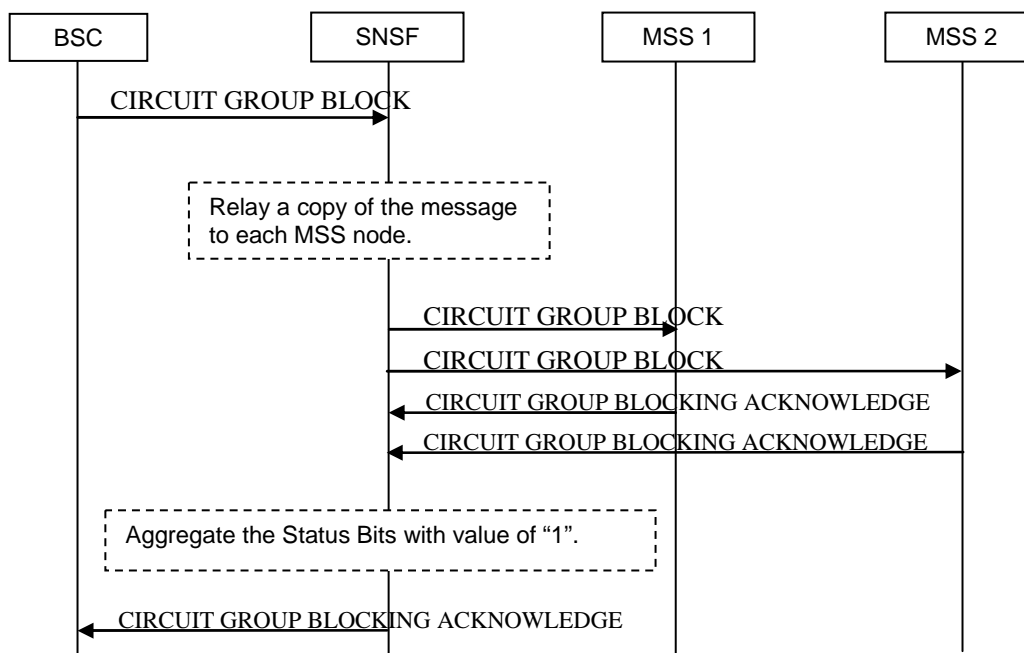 BSC
SNSF
MSS 1
MSS 2
CIRCUIT GROUP BLOCK
Relay a copy of the message
to each MSS node.
CIRCUIT GROUP BLOCK
CIRCUIT GROUP BLOCK
CIRCUIT GROUP BLOCKING ACKNOWLEDGE
CIRCUIT GROUP BLOCKING ACKNOWLEDGE
Aggregate the Status Bits with value of “1”.
CIRCUIT GROUP BLOCKING ACKNOWLEDGE